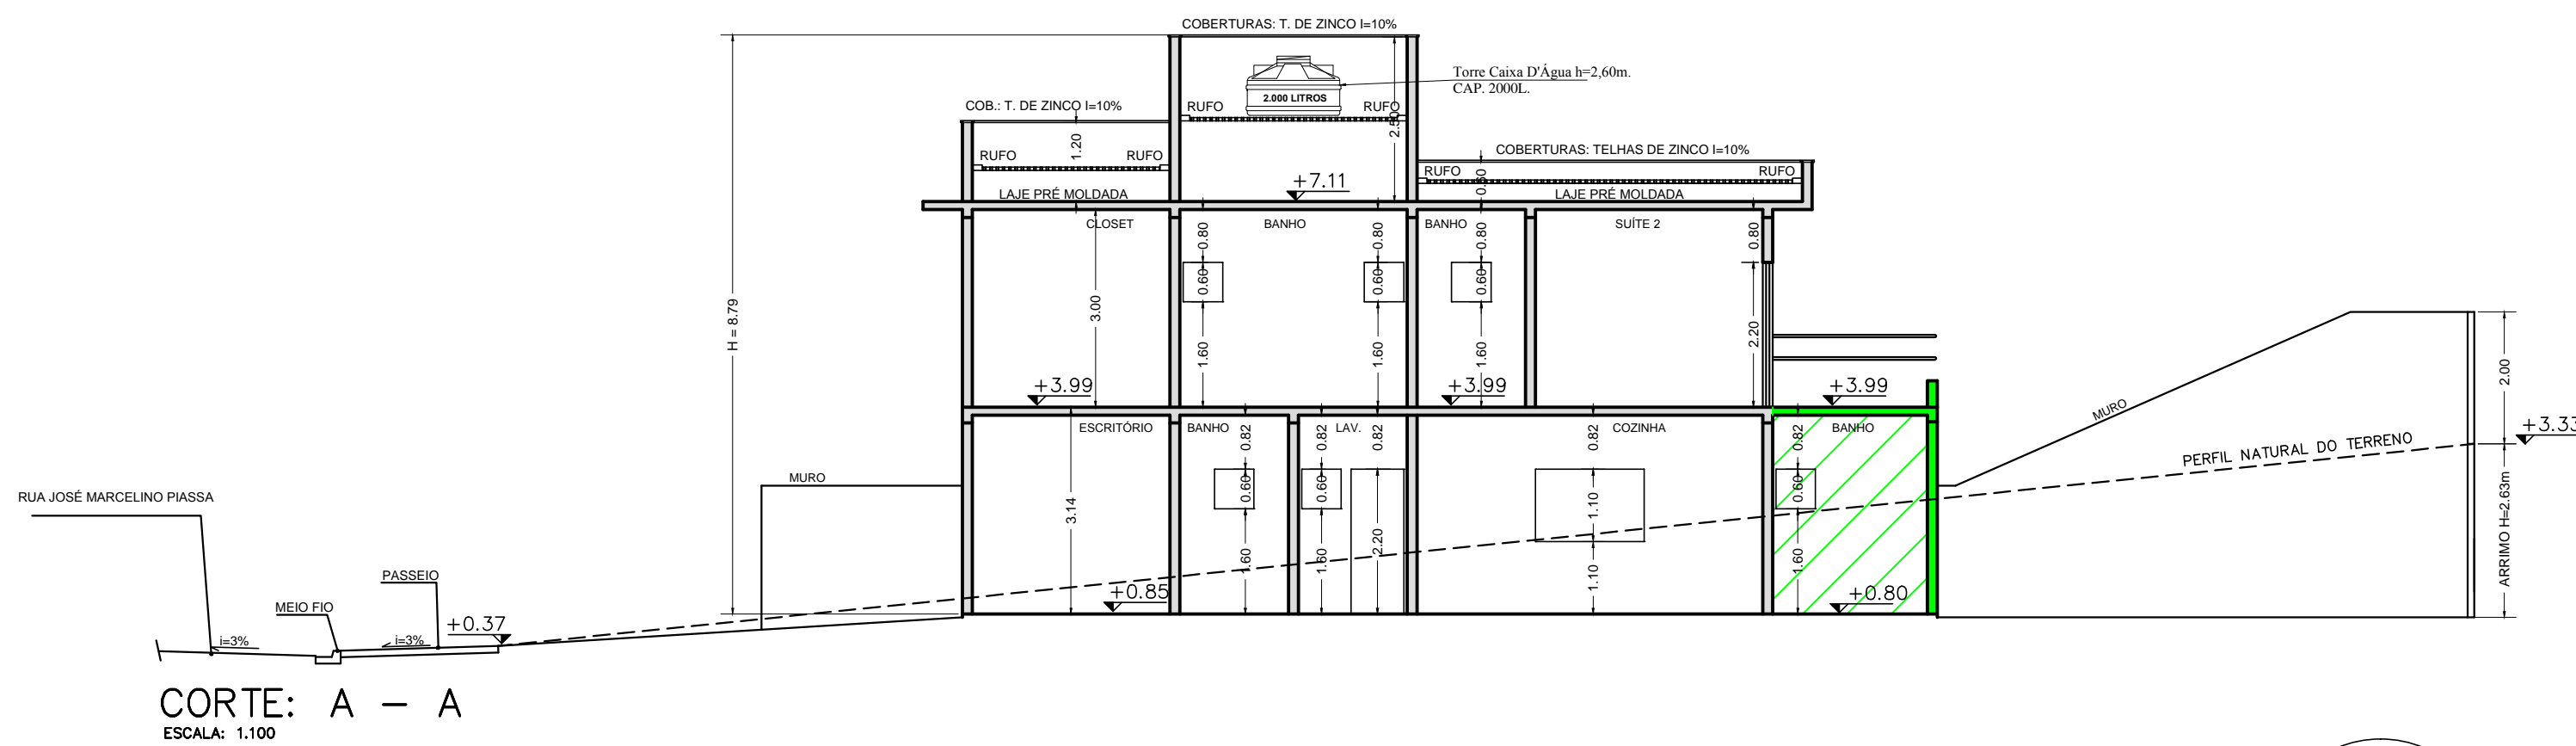 COBERTURAS: T. DE ZINCO I=10%
Torre Caixa D'Água h=2,60m.
CAP. 2000L.
2.000 LITROS
RUFO
RUFO
2.50
COB.: T. DE ZINCO I=10%
1.20
RUFO
RUFO
COBERTURAS: TELHAS DE ZINCO I=10%
RUFO
RUFO
0.60
+7.11
LAJE PRÉ MOLDADA
LAJE PRÉ MOLDADA
H = 8.79
CLOSET
BANHO
BANHO
SUÍTE 2
0.80
0.80
0.80
0.80
0.60
0.60
0.60
3.00
1.60
1.60
1.60
2.20
+3.99
+3.99
+3.99
ESCRITÓRIO
BANHO
LAV.
COZINHA
BANHO
0.82
0.82
0.82
0.82
0.82
0.60
0.60
1.10
0.60
3.14
1.60
1.60
2.20
1.10
1.60
+0.85
+0.80
MURO
MURO
PERFIL NATURAL DO TERRENO
2.00
+3.33
ARRIMO H=2.63m
RUA JOSÉ MARCELINO PIASSA
PASSEIO
MEIO FIO
+0.37
i=3%
i=3%
CORTE: A - A
ESCALA: 1.100